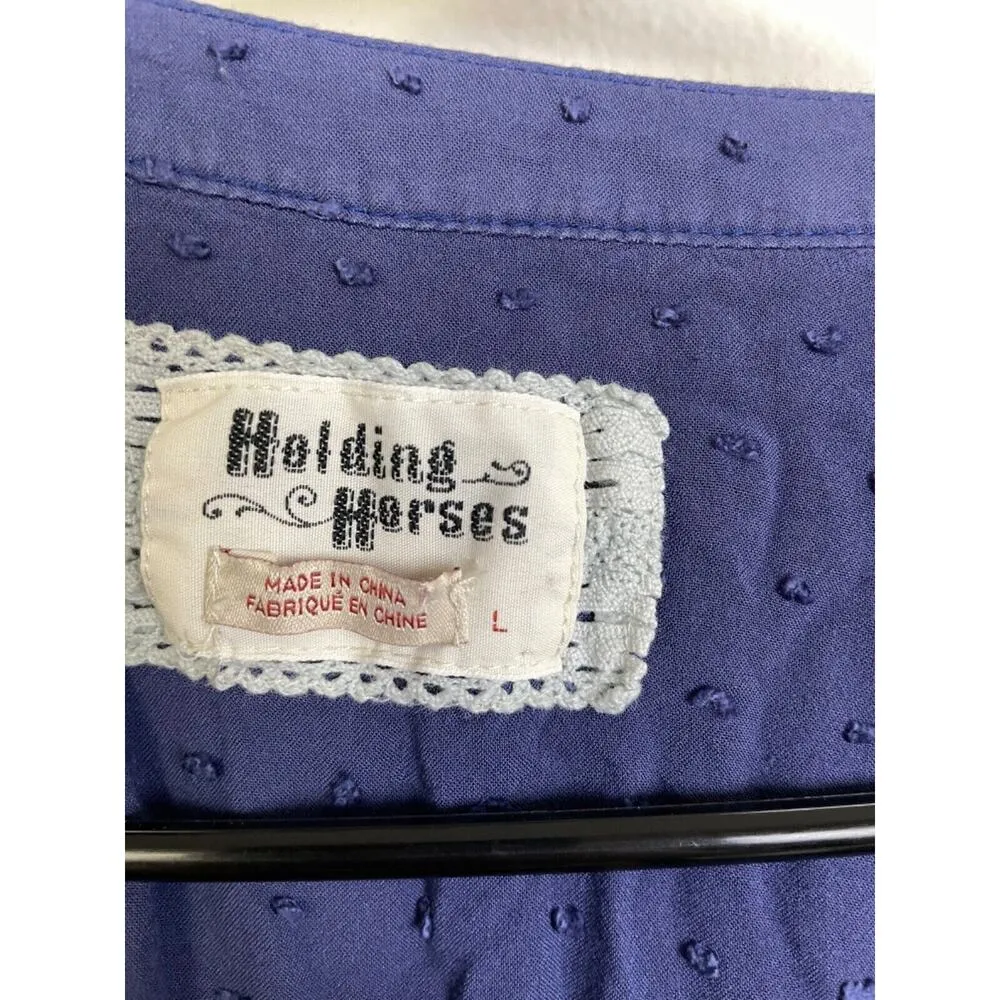 Holding
Horses
MADE IN CHINA
FABRIQUÉ EN CHINE
L